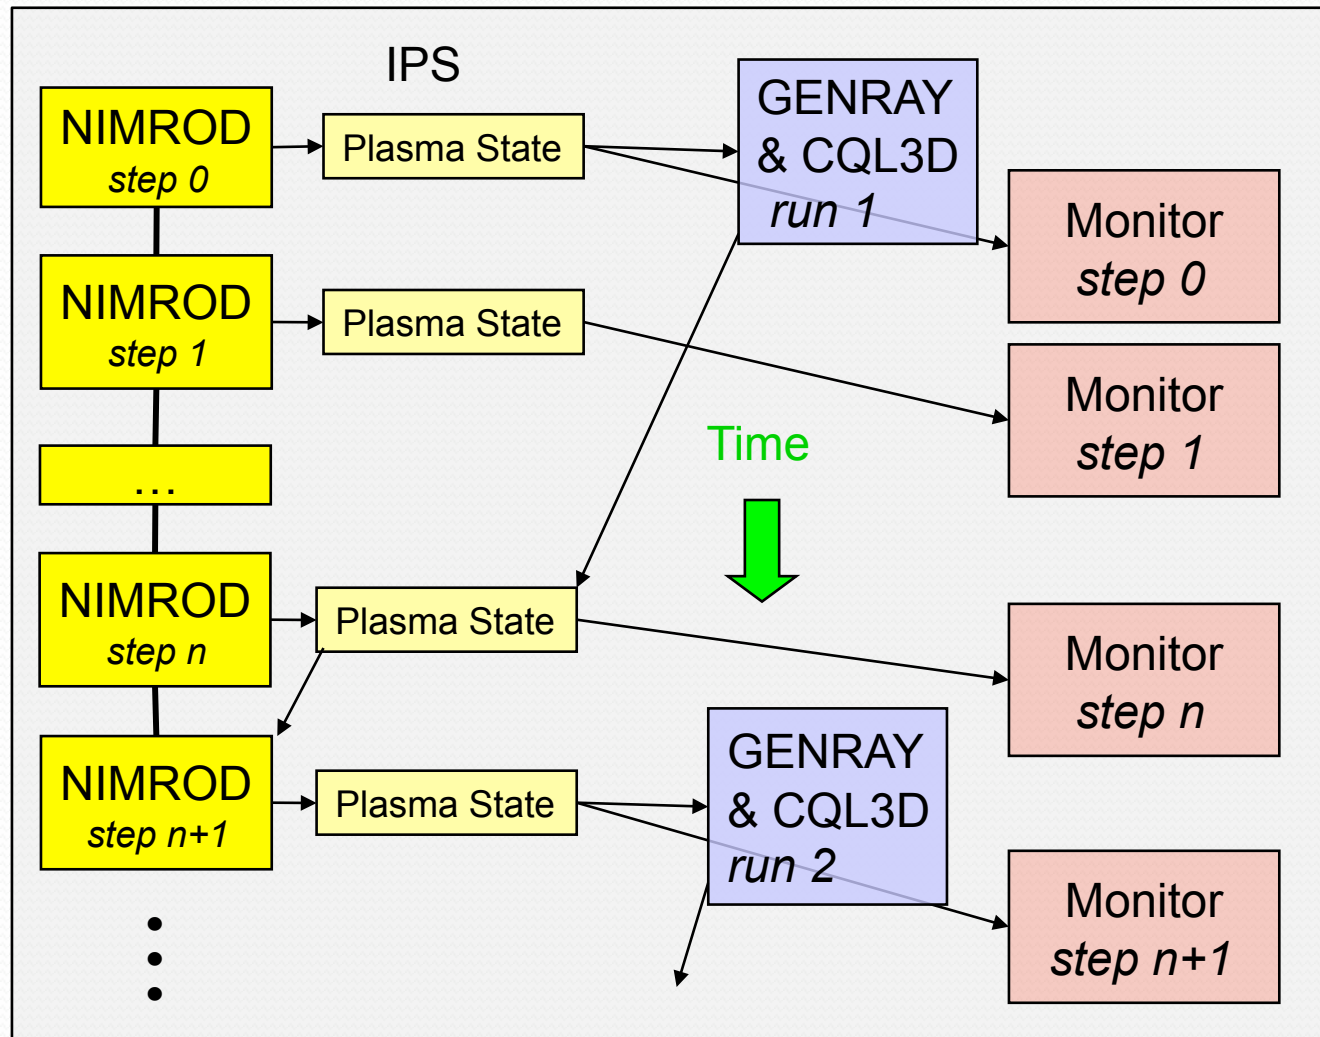 IPS
NIMROD
step 0
Plasma State
GENRAY
& CQL3D
run 1
Monitor
step 0
NIMROD
step 1
Plasma State
Monitor
step 1
Time
...
NIMROD
step n
Plasma State
Monitor
step n
NIMROD
step n+1
Plasma State
GENRAY
& CQL3D
run 2
Monitor
step n+1